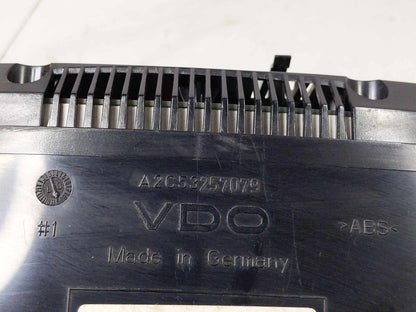 A2C53257079
VDO
#1
>ABS<
Made in Germany